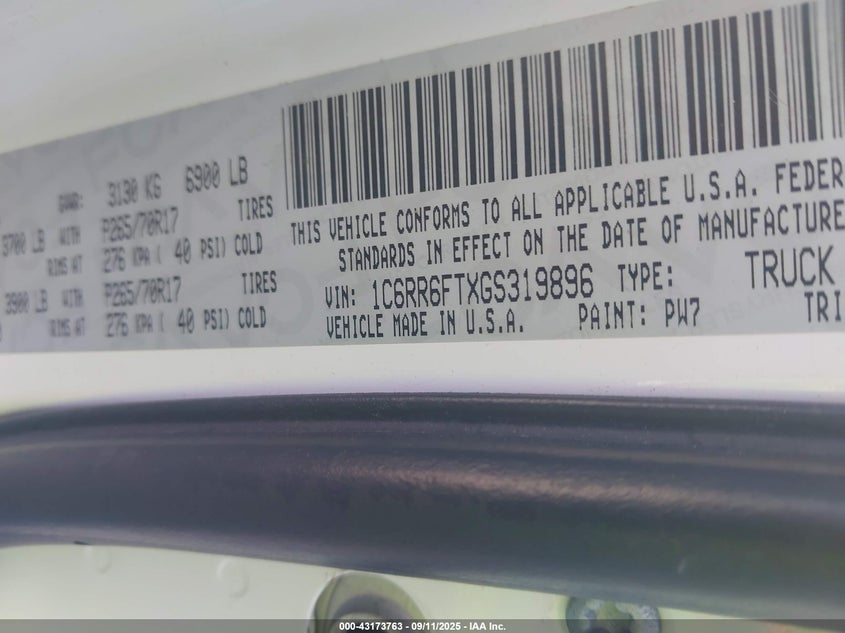 GVWR: 3130 KG 6900 LB
3700 LB WITH P265/70R17 TIRES
RIMS AT 276 KPA ( 40 PSI) COLD
3900 LB WITH P265/70R17 TIRES
RIMS AT 276 KPA ( 40 PSI) COLD
THIS VEHICLE CONFORMS TO ALL APPLICABLE U.S.A. FEDER
STANDARDS IN EFFECT ON THE DATE OF MANUFACTURE
VIN: 1C6RR6FTXGS319896 TYPE: TRUCK
VEHICLE MADE IN U.S.A. PAINT: PW7 TRI
000-43173763 - 09/11/2025 - IAA Inc.